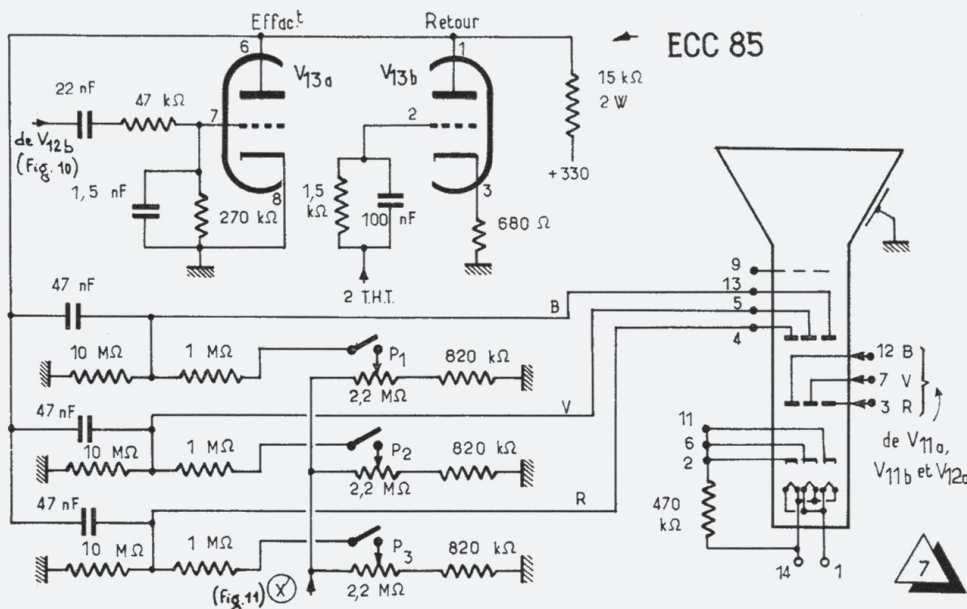 Effac.t
Retour
ECC 85
6
1
V13a
V13b
15 kΩ
2 W
22 nF
47 kΩ
7
2
de V12b
(Fig. 10)
+330
1,5 nF
8
3
270 kΩ
1,5
kΩ
100 nF
680 Ω
2 T.H.T.
9
47 nF
13
B
5
4
10 MΩ
1 MΩ
P1
820 kΩ
2,2 MΩ
12 B
7 V
3 R
47 nF
V
11
6
2
de V11a,
V11b et V12a
10 MΩ
1 MΩ
P2
820 kΩ
2,2 MΩ
470
kΩ
47 nF
R
10 MΩ
1 MΩ
P3
820 kΩ
2,2 MΩ
14
1
7
(Fig. 11) X